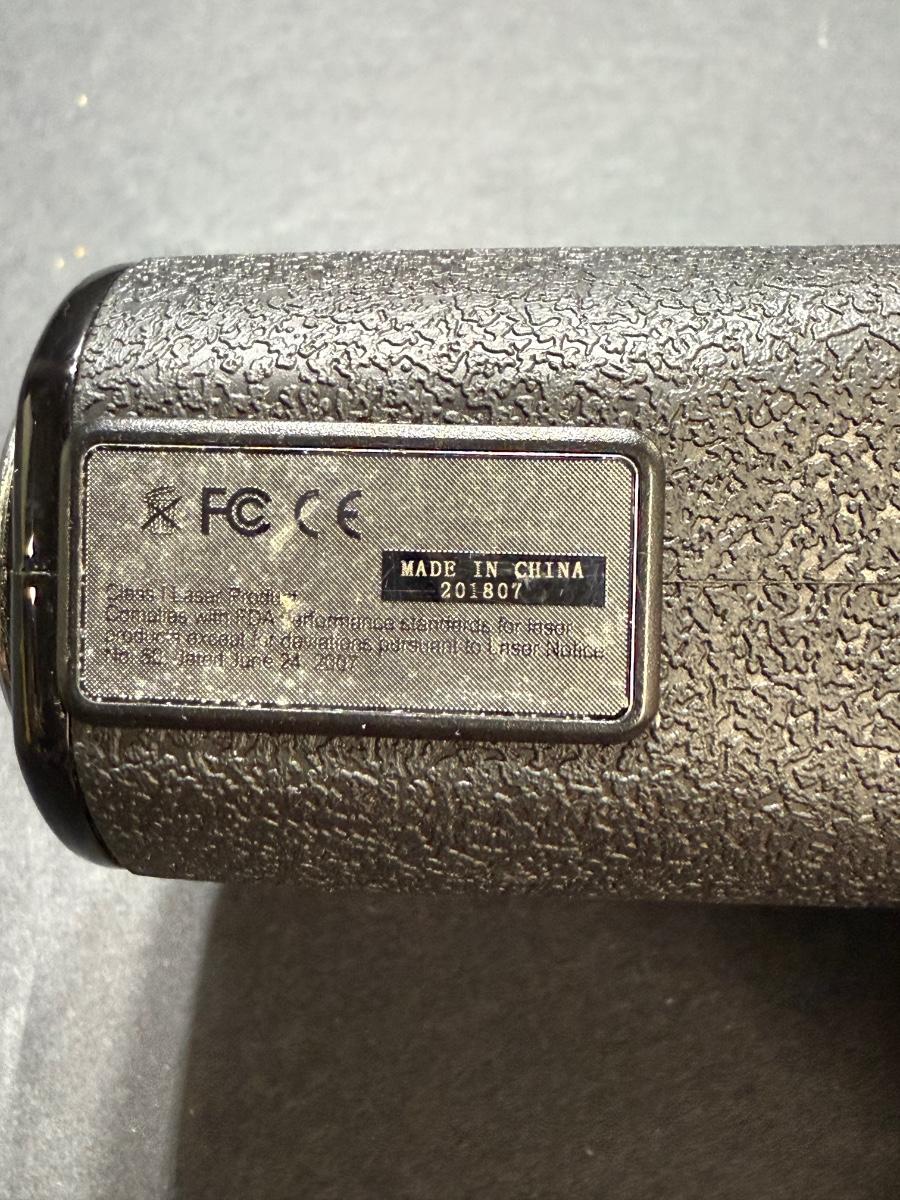 FC CE
MADE IN CHINA
201807
Class I Laser Product
Complies with FDA performance standards for laser
products except for deviations pursuant to Laser Notice
No. 50, dated June 24, 2007